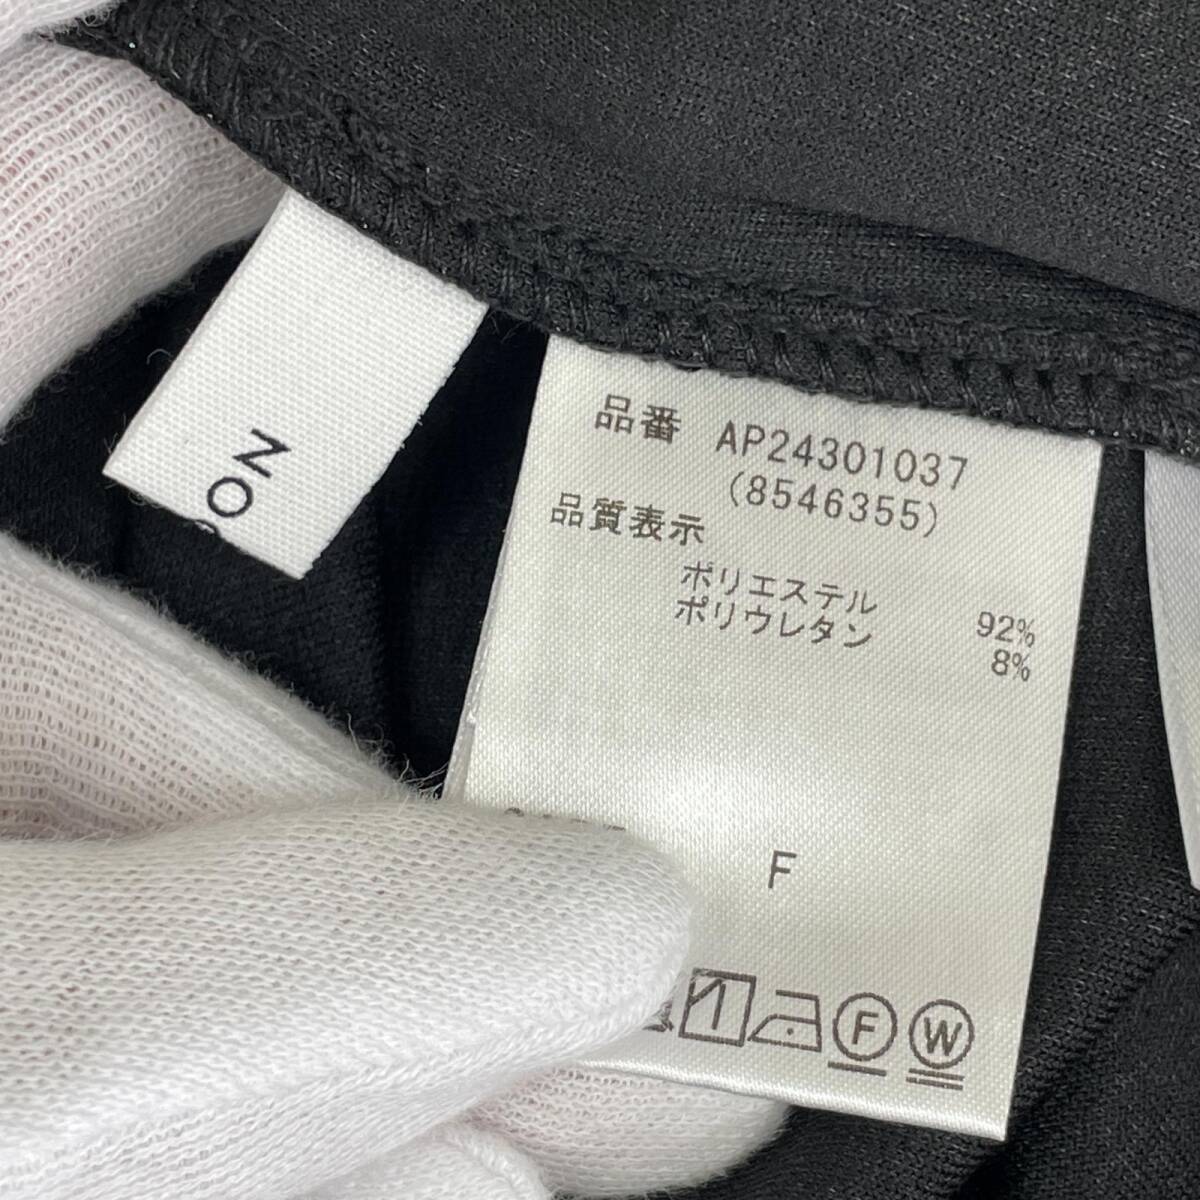 NO
品番 AP24301037
(8546355)
品質表示
ポリエステル 92%
ポリウレタン 8%
F
F W